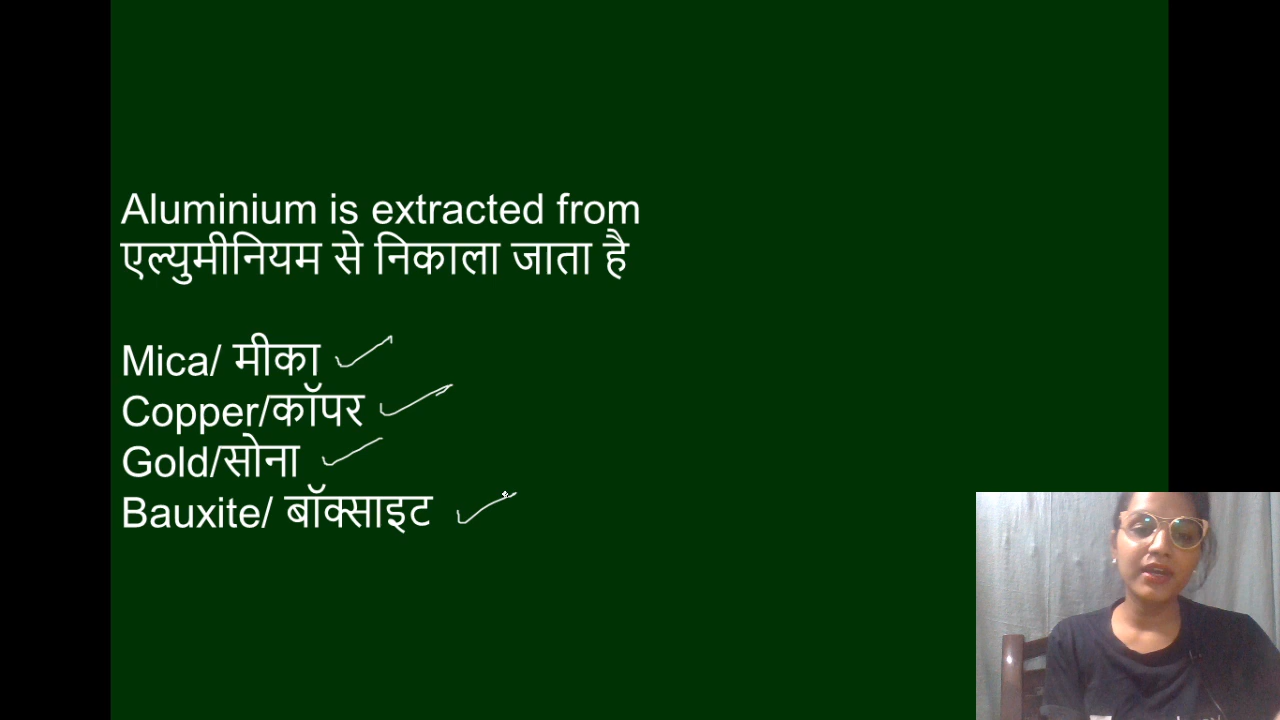 Aluminium is extracted from
एल्युमीनियम से निकाला जाता है
Mica/ मीका
Copper/कॉपर
Gold/सोना
Bauxite/ बॉक्साइट